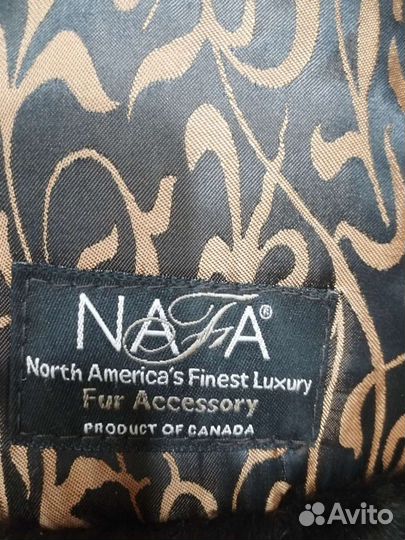 NAFA®
North America's Finest Luxury
Fur Accessory
PRODUCT OF CANADA
Avito